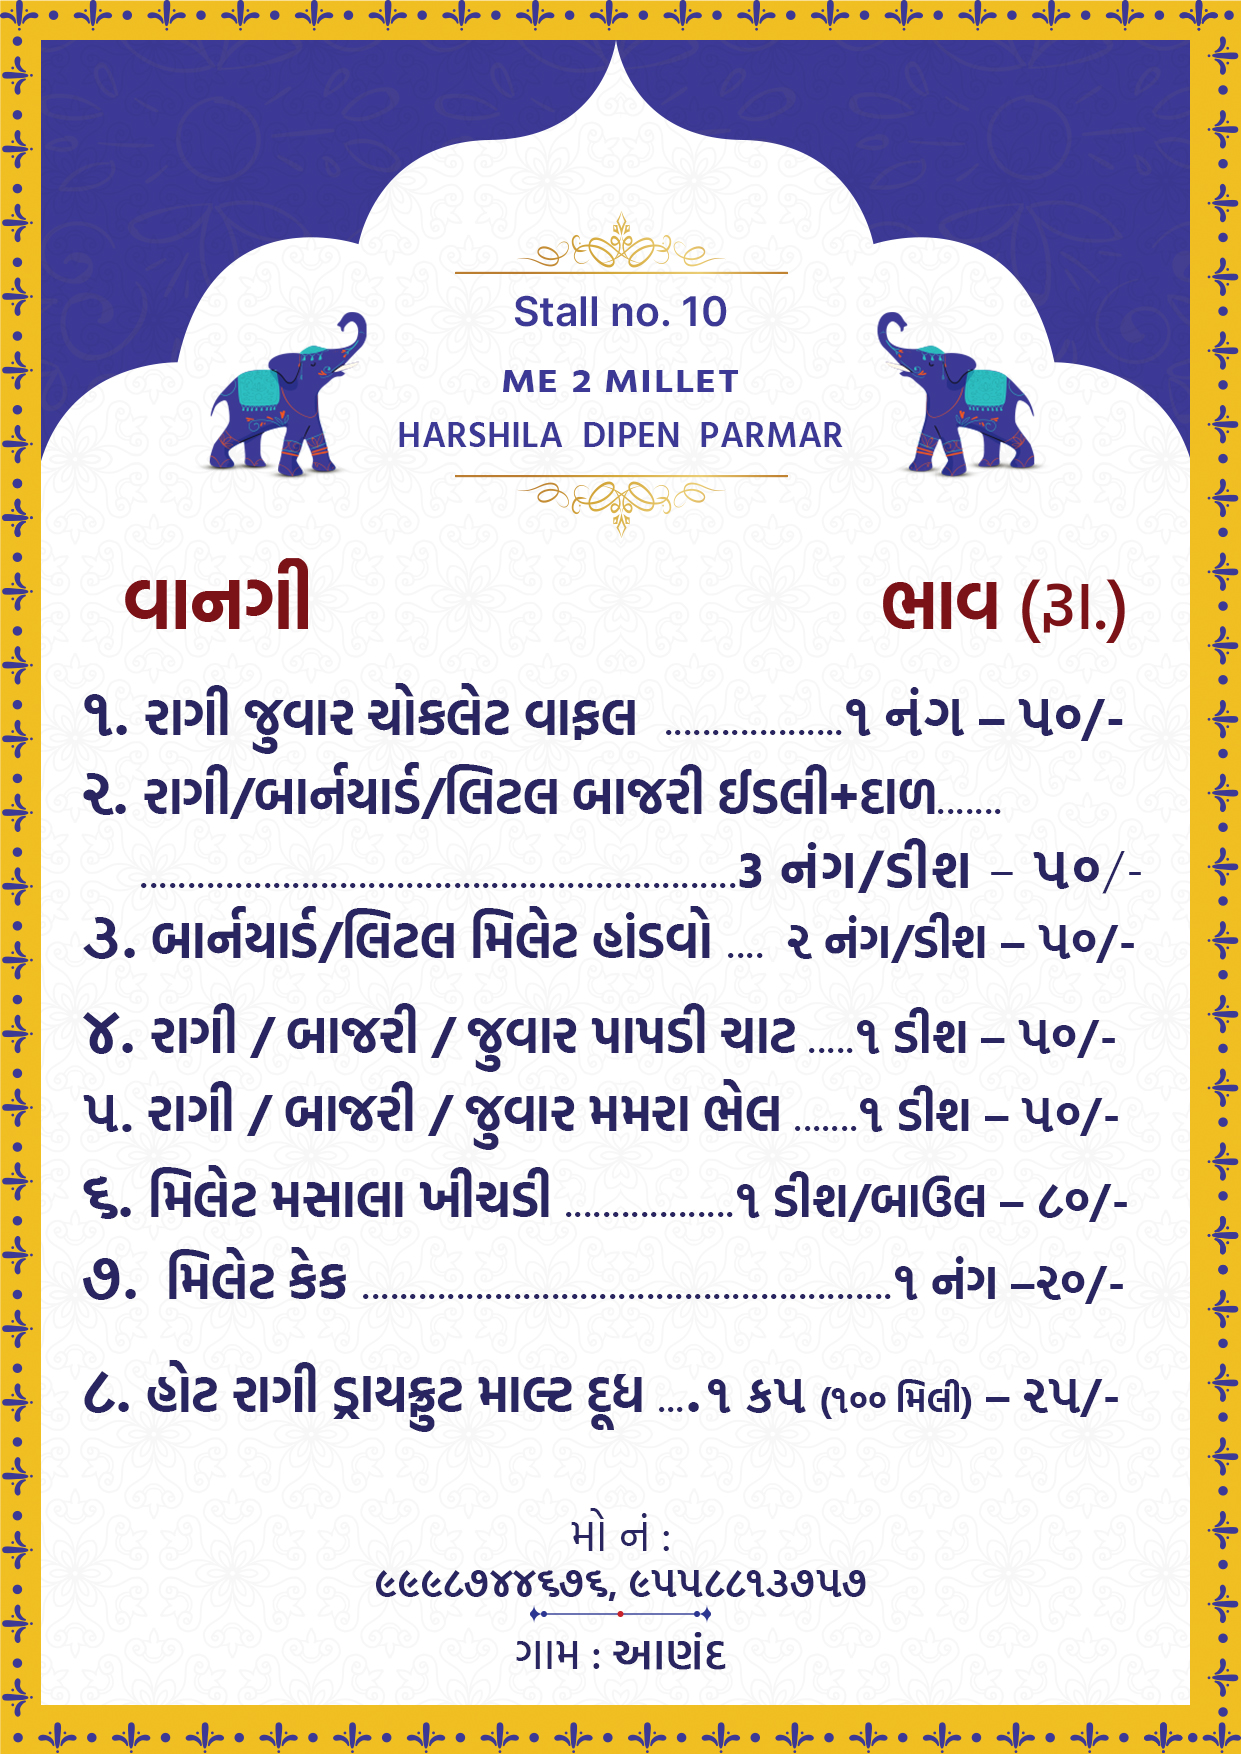 Stall no. 10
ME 2 MILLET
HARSHILA DIPEN PARMAR
વાનગી ભાવ (રૂા.)
૧. રાગી જુવાર ચોકલેટ વાફલ ...................૧ નંગ – ૫૦/-
૨. રાગી/બાર્નયાર્ડ/લિટલ બાજરી ઈડલી+દાળ.......
................................................................૩ નંગ/ડીશ – ૫૦/-
૩. બાર્નયાર્ડ/લિટલ મિલેટ હાંડવો .... ૨ નંગ/ડીશ – ૫૦/-
૪. રાગી / બાજરી / જુવાર પાપડી ચાટ .....૧ ડીશ – ૫૦/-
૫. રાગી / બાજરી / જુવાર મમરા ભેલ .......૧ ડીશ – ૫૦/-
૬. મિલેટ મસાલા ખીચડી ..................૧ ડીશ/બાઉલ – ૮૦/-
૭. મિલેટ કેક .........................................................૧ નંગ –૨૦/-
૮. હોટ રાગી ડ્રાયફ્રુટ માલ્ટ દૂધ ....૧ કપ (૧૦૦ મિલી) – ૨૫/-
મો નં :
૯૯૯૮૭૪૪૬૭૬, ૯૫૫૮૮૧૩૭૫૭
ગામ : આણંદ